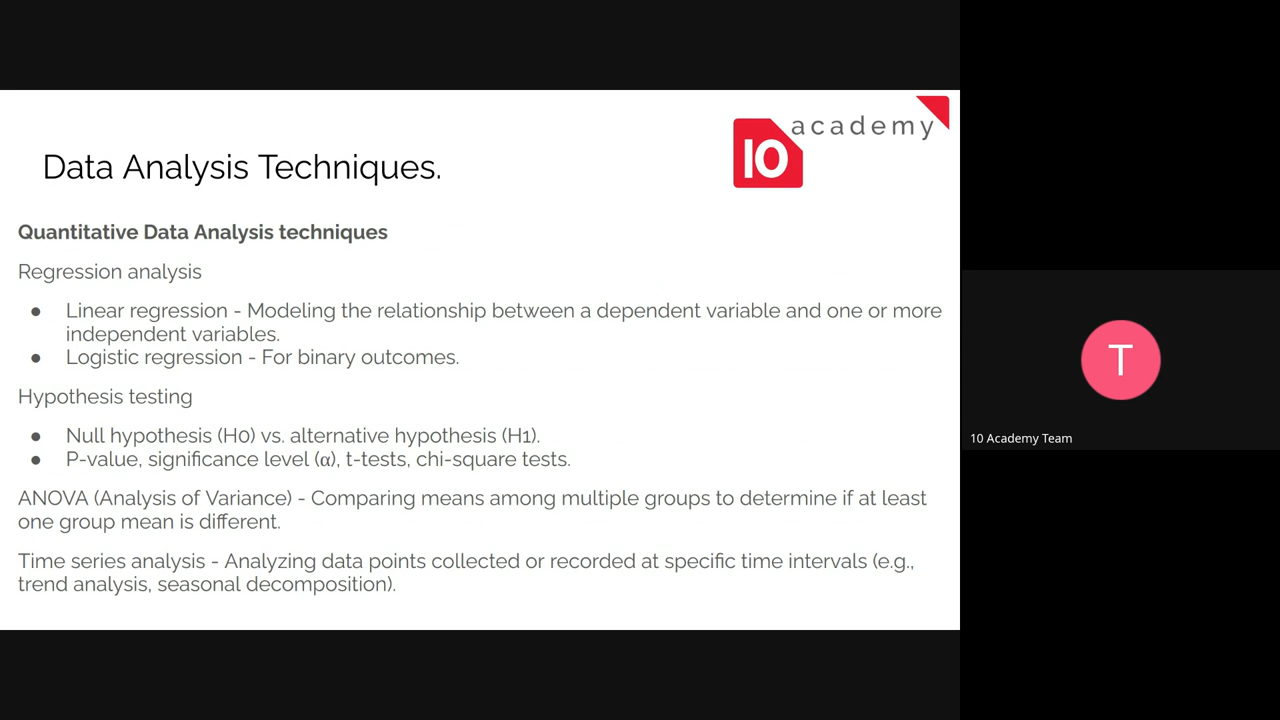 academy
10
Data Analysis Techniques.
Quantitative Data Analysis techniques
Regression analysis
● Linear regression - Modeling the relationship between a dependent variable and one or more
independent variables.
● Logistic regression - For binary outcomes.
Hypothesis testing
● Null hypothesis (H0) vs. alternative hypothesis (H1).
● P-value, significance level (α), t-tests, chi-square tests.
ANOVA (Analysis of Variance) - Comparing means among multiple groups to determine if at least
one group mean is different.
Time series analysis - Analyzing data points collected or recorded at specific time intervals (e.g.,
trend analysis, seasonal decomposition).
T
10 Academy Team